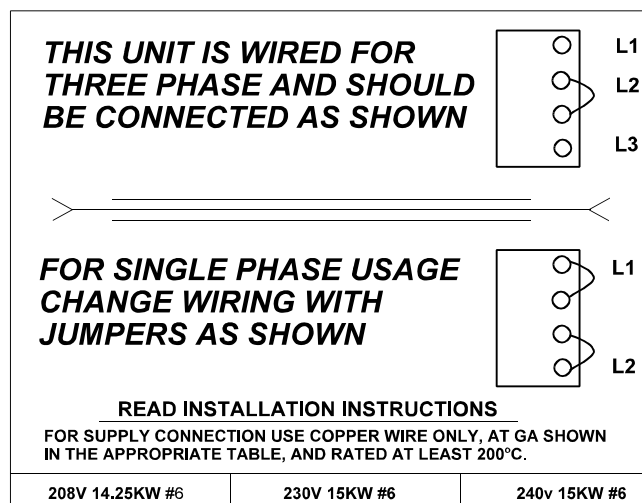 THIS UNIT IS WIRED FOR
THREE PHASE AND SHOULD
BE CONNECTED AS SHOWN
L1
L2
L3
FOR SINGLE PHASE USAGE
CHANGE WIRING WITH
JUMPERS AS SHOWN
L1
L2
READ INSTALLATION INSTRUCTIONS
FOR SUPPLY CONNECTION USE COPPER WIRE ONLY, AT GA SHOWN
IN THE APPROPRIATE TABLE, AND RATED AT LEAST 200°C.
208V 14.25KW #6
230V 15KW #6
240v 15KW #6